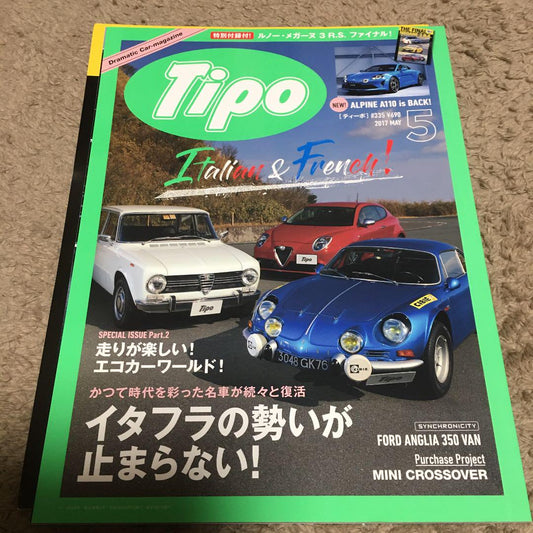 特別付録付! ルノー・メガーヌ 3 R.S. ファイナル!
Dramatic Car-magazine
Tipo
NEW! ALPINE A110 is BACK!
[ティーポ] #335 ¥690
2017 MAY 5
Italian & French!
Tipo
CIBIE
3048 GK76
SPECIAL ISSUE Part.2
走りが楽しい!
エコカーワールド!
かつて時代を彩った名車が続々と復活
イタフラの勢いが
止まらない!
SYNCHRONICITY
FORD ANGLIA 350 VAN
Purchase Project
MINI CROSSOVER